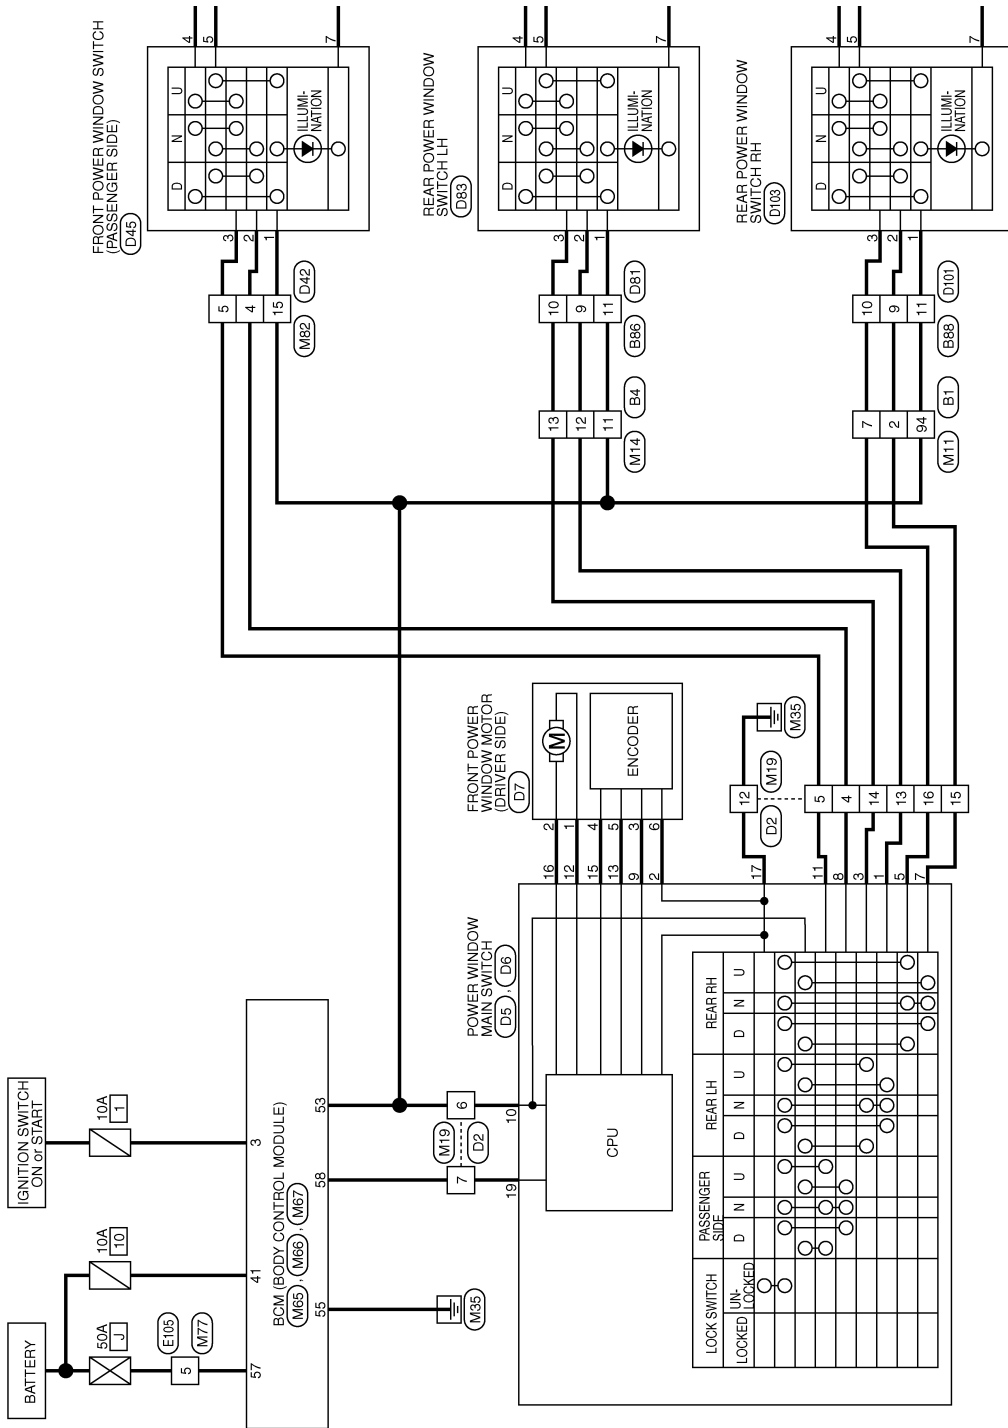 BATTERY
50A
J
E105
5
M77
57
10A
10
41
IGNITION SWITCH
ON or START
10A
1
3
BCM (BODY CONTROL MODULE)
M65 , M66 , M67
55
58
53
M35
M19
7
6
D2
19
10
POWER WINDOW
MAIN SWITCH
D5 , D6
CPU
16
12
15
13
9
2
2
1
4
5
3
6
FRONT POWER
WINDOW MOTOR
(DRIVER SIDE)
D7
M
ENCODER
17
11
8
3
1
5
7
12
D2
M19
M35
5
4
14
13
16
15
LOCK SWITCH
LOCKED
UN-
LOCKED
PASSENGER
SIDE
D
N
U
REAR LH
D
N
U
REAR RH
D
N
U
FRONT POWER WINDOW SWITCH
(PASSENGER SIDE)
D45
M82
D42
5
4
15
3
2
1
D
N
U
ILLUMI-
NATION
4
5
7
REAR POWER WINDOW
SWITCH LH
D83
M14
B4
13
12
11
B86
D81
10
9
11
3
2
1
D
N
U
ILLUMI-
NATION
4
5
7
REAR POWER WINDOW
SWITCH RH
D103
M11
B1
7
2
94
B88
D101
10
9
11
3
2
1
D
N
U
ILLUMI-
NATION
4
5
7